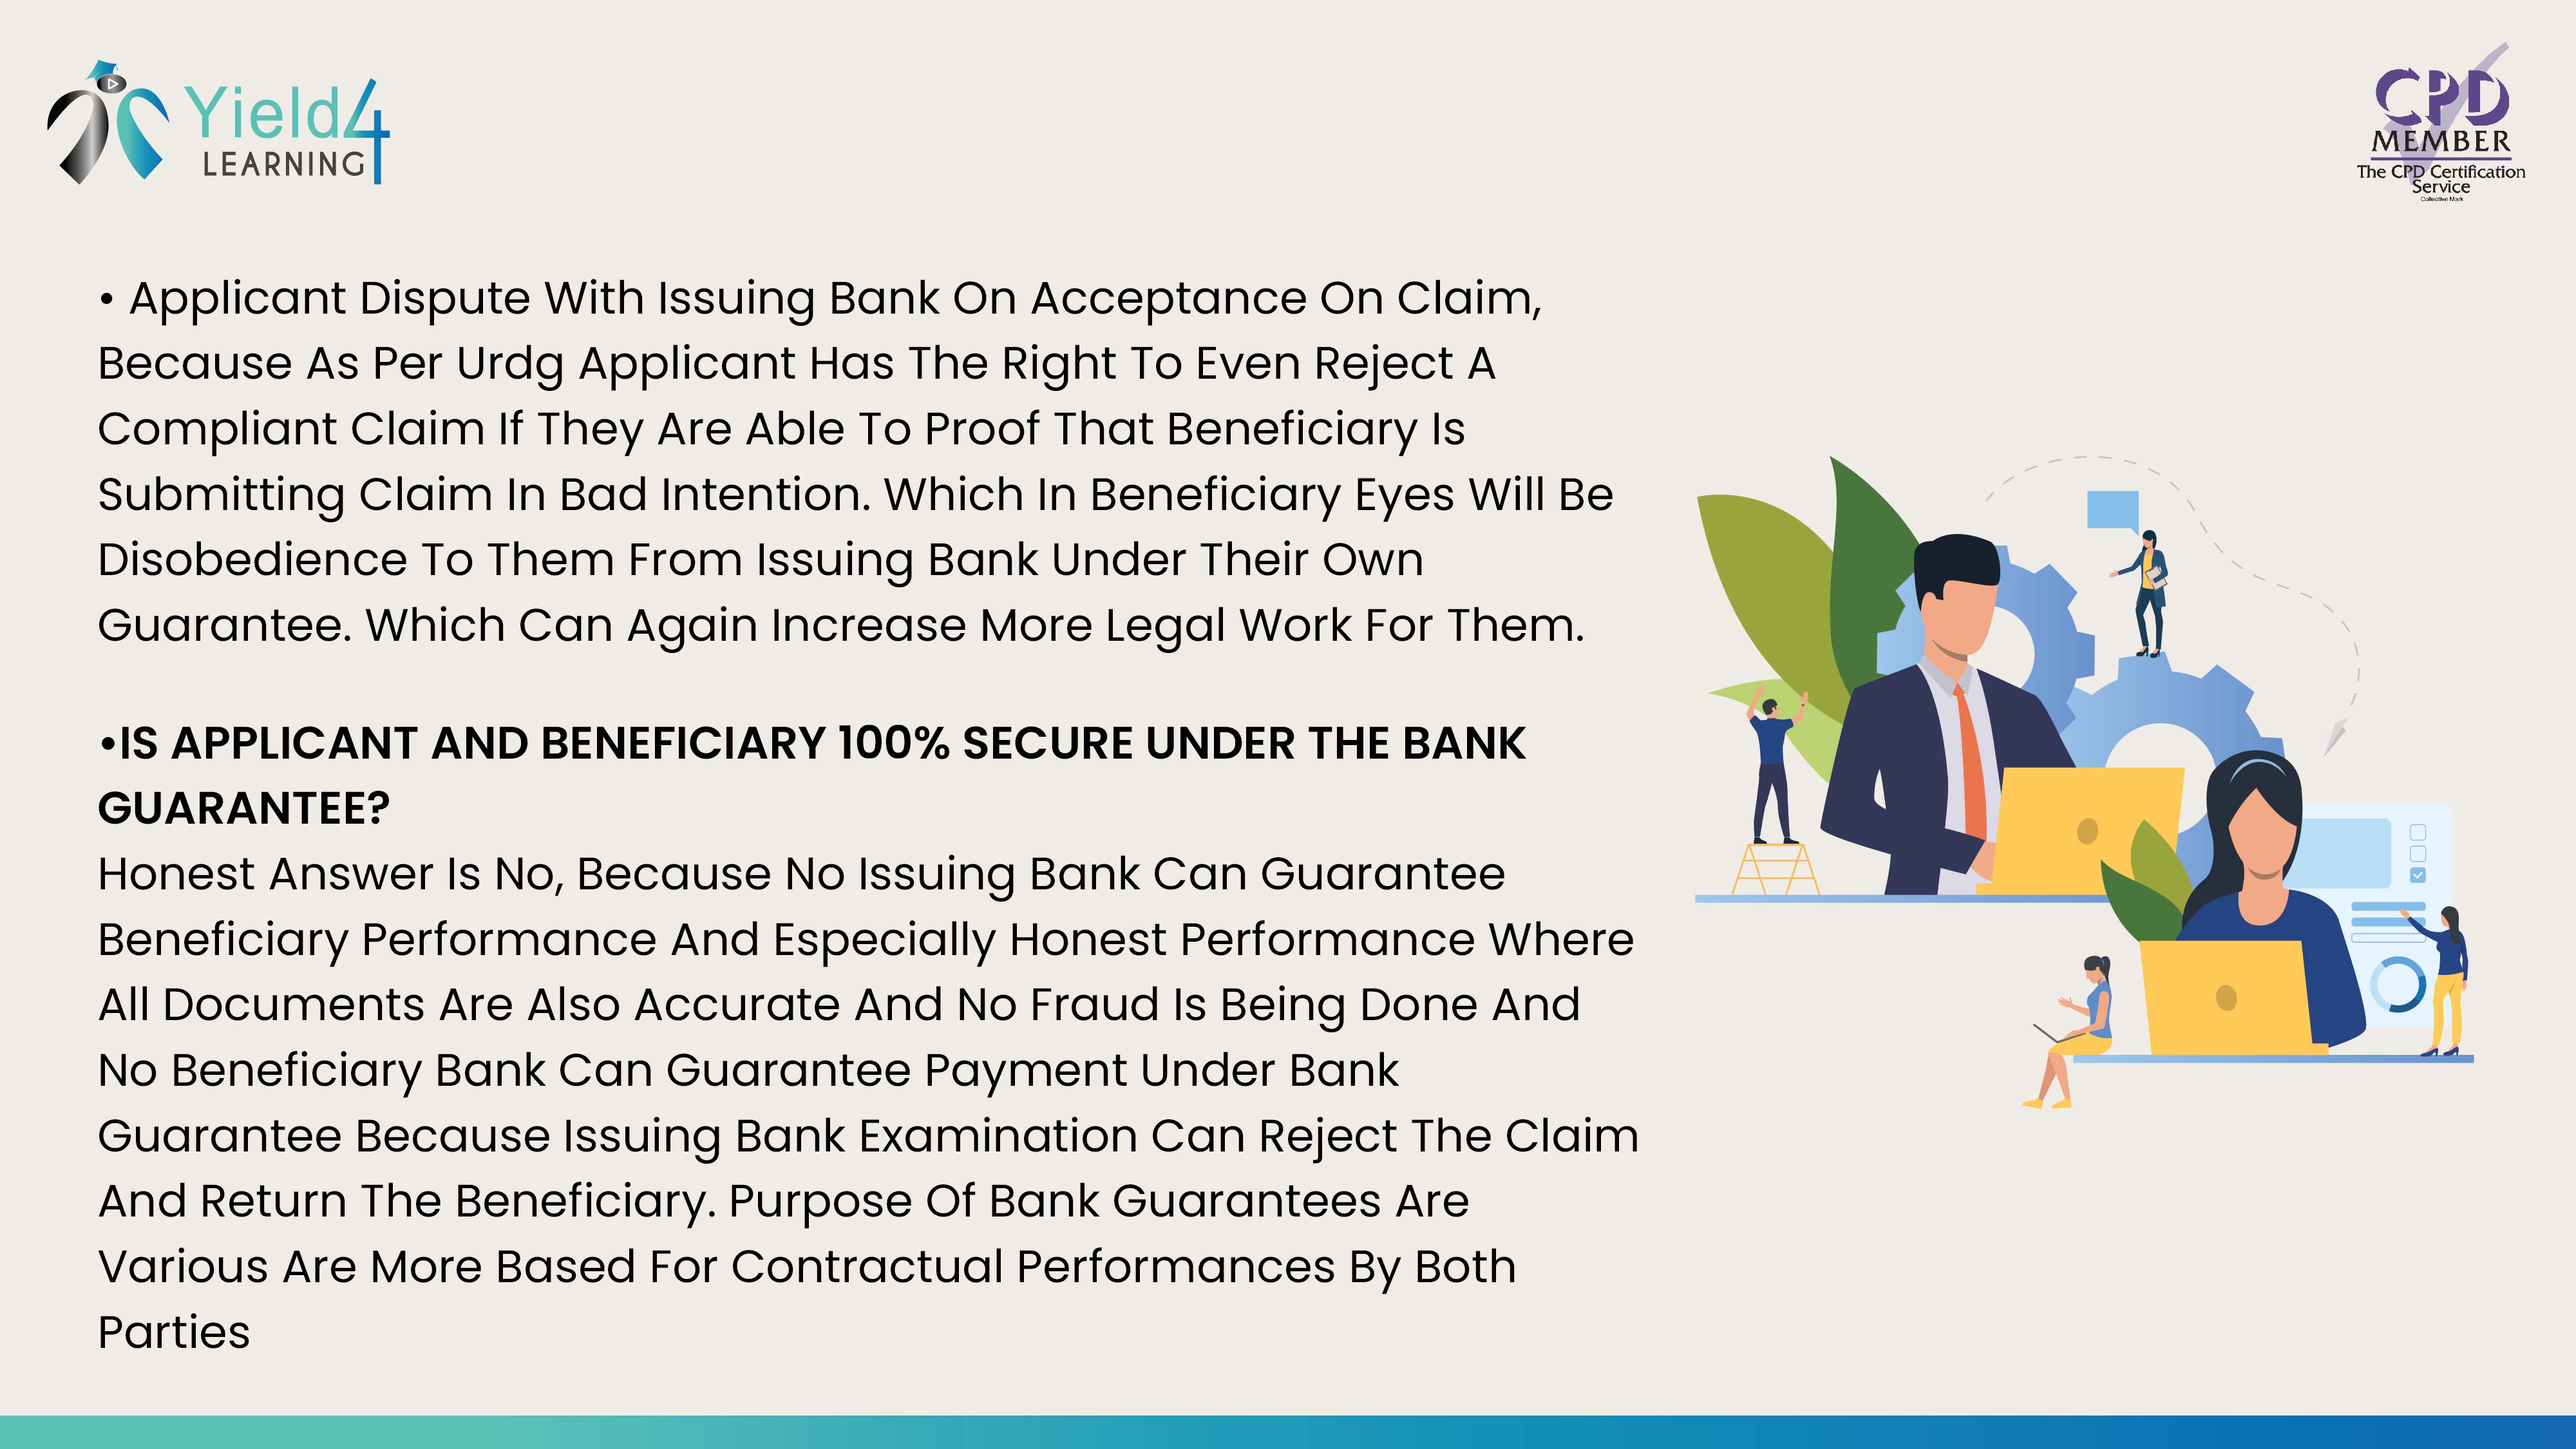 Yield4
LEARNING
CPD
MEMBER
The CPD Certification
Service
Collective Mark
• Applicant Dispute With Issuing Bank On Acceptance On Claim,
Because As Per Urdg Applicant Has The Right To Even Reject A
Compliant Claim If They Are Able To Proof That Beneficiary Is
Submitting Claim In Bad Intention. Which In Beneficiary Eyes Will Be
Disobedience To Them From Issuing Bank Under Their Own
Guarantee. Which Can Again Increase More Legal Work For Them.
•IS APPLICANT AND BENEFICIARY 100% SECURE UNDER THE BANK
GUARANTEE?
Honest Answer Is No, Because No Issuing Bank Can Guarantee
Beneficiary Performance And Especially Honest Performance Where
All Documents Are Also Accurate And No Fraud Is Being Done And
No Beneficiary Bank Can Guarantee Payment Under Bank
Guarantee Because Issuing Bank Examination Can Reject The Claim
And Return The Beneficiary. Purpose Of Bank Guarantees Are
Various Are More Based For Contractual Performances By Both
Parties